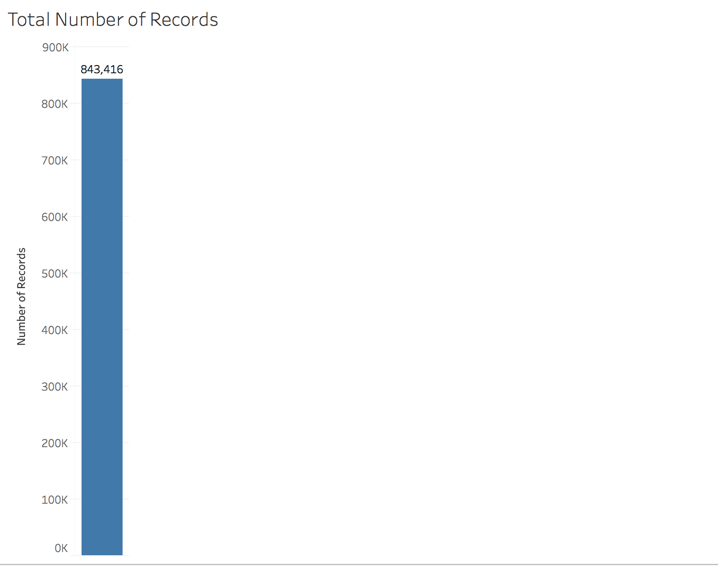 Total Number of Records
900K
843,416
800K
700K
600K
500K
400K
300K
200K
100K
0K
Number of Records